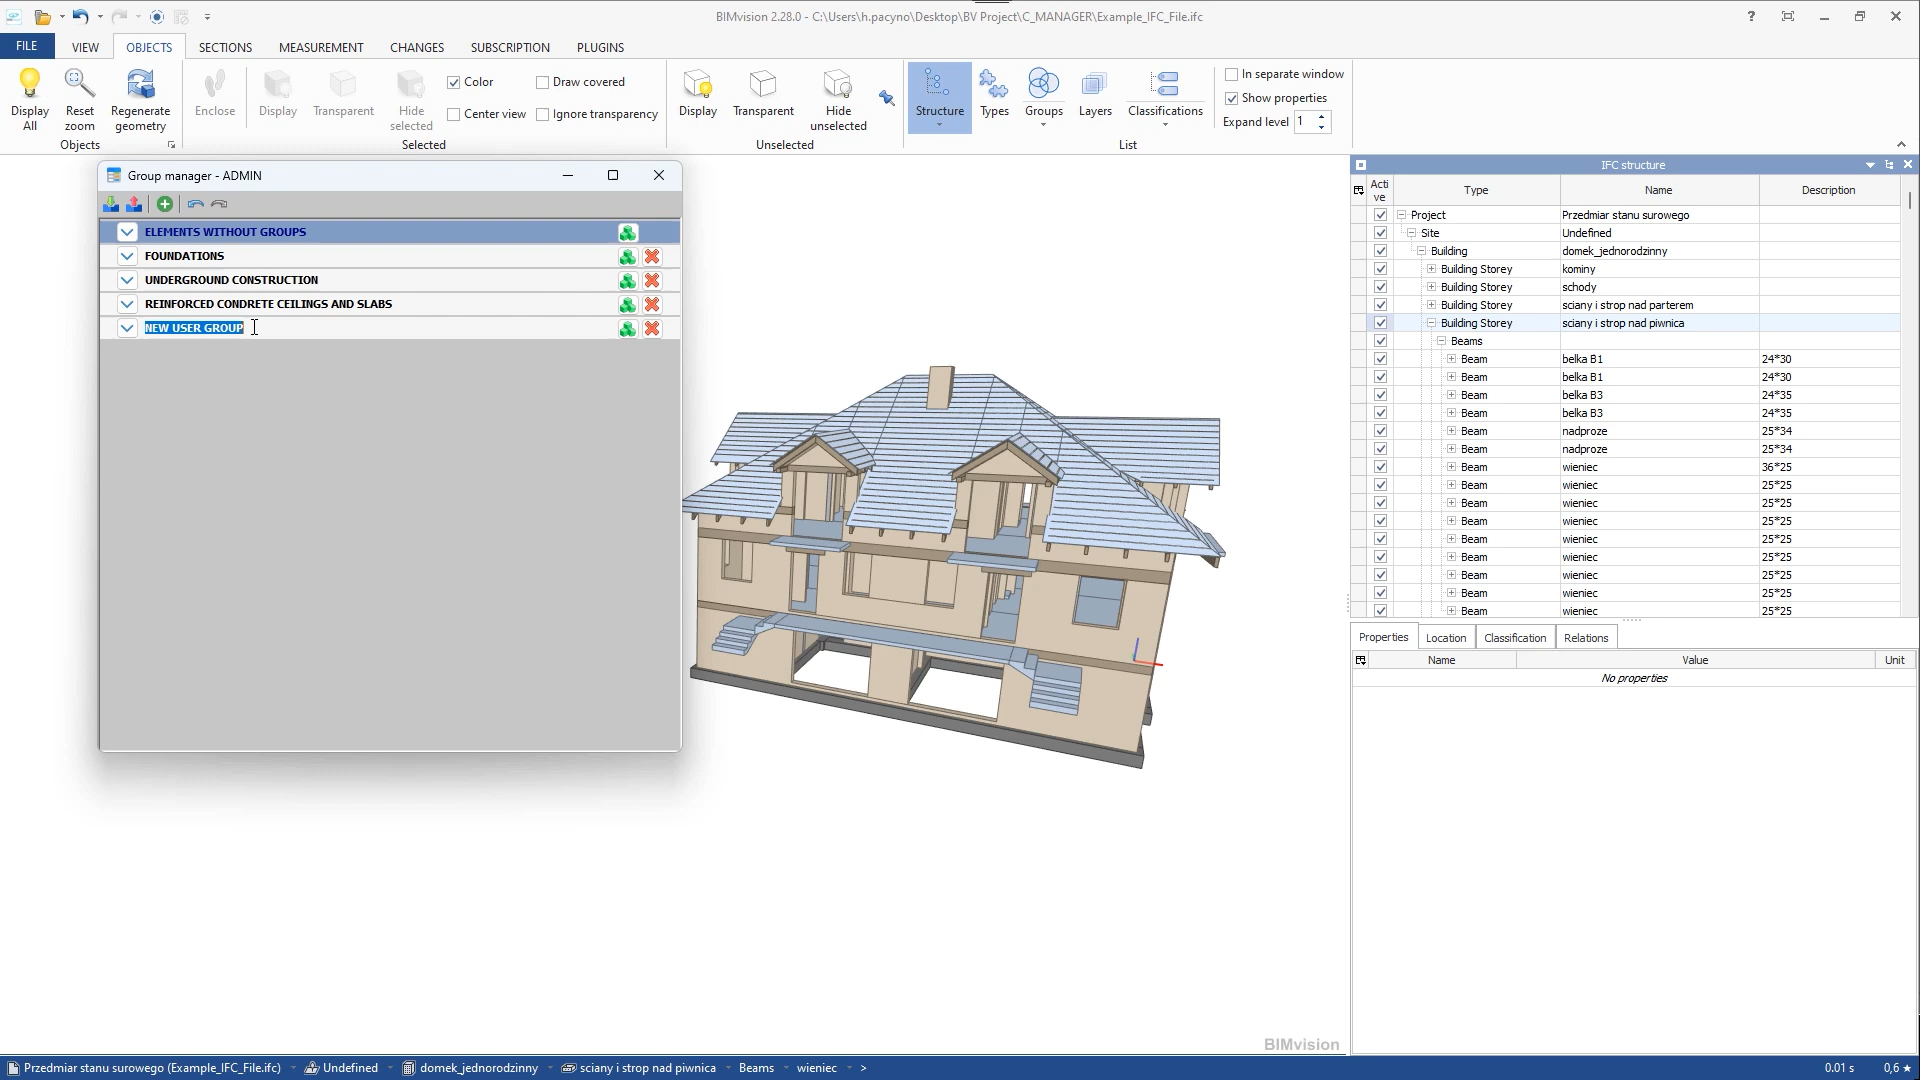 BIMvision 2.28.0 - C:\Users\h.pacyno\Desktop\BV Project\C_MANAGER\Example_IFC_File.ifc
?
FILE VIEW OBJECTS SECTIONS MEASUREMENT CHANGES SUBSCRIPTION PLUGINS
Display All
Reset zoom
Regenerate geometry
Objects
Enclose
Display
Transparent
Hide selected
Color
Draw covered
Center view
Ignore transparency
Selected
Display
Transparent
Hide unselected
Unselected
Structure
Types
Groups
Layers
Classifications
In separate window
Show properties
Expand level 1
List
Group manager - ADMIN
ELEMENTS WITHOUT GROUPS
FOUNDATIONS
UNDERGROUND CONSTRUCTION
REINFORCED CONDRETE CEILINGS AND SLABS
NEW USER GROUP
IFC structure
Active Type Name Description
Project Przedmiar stanu surowego
Site Undefined
Building domek_jednorodzinny
Building Storey kominy
Building Storey schody
Building Storey sciany i strop nad parterem
Building Storey sciany i strop nad piwnica
Beams
Beam belka B1 24*30
Beam belka B1 24*30
Beam belka B3 24*35
Beam belka B3 24*35
Beam nadproze 25*34
Beam nadproze 25*34
Beam wieniec 36*25
Beam wieniec 25*25
Beam wieniec 25*25
Beam wieniec 25*25
Beam wieniec 25*25
Beam wieniec 25*25
Beam wieniec 25*25
Beam wieniec 25*25
Beam wieniec 25*25
Properties Location Classification Relations
Name Value Unit
No properties
BIMvision
Przedmiar stanu surowego (Example_IFC_File.ifc) Undefined domek_jednorodzinny sciany i strop nad piwnica Beams wieniec > 0.01 s 0,6 ★